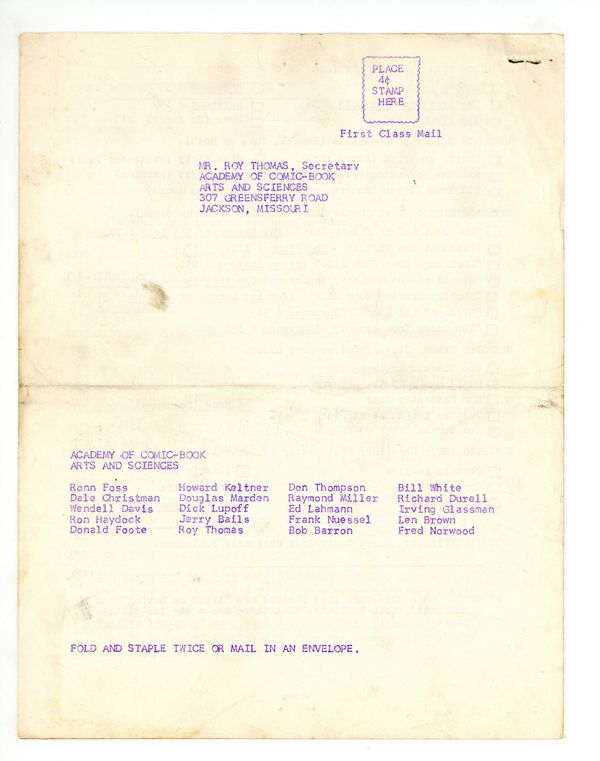 PLACE
4¢
STAMP
HERE
First Class Mail
MR. ROY THOMAS, Secretary
ACADEMY OF COMIC-BOOK
ARTS AND SCIENCES
307 GREENSFERRY ROAD
JACKSON, MISSOURI
ACADEMY OF COMIC-BOOK
ARTS AND SCIENCES
Ronn Foss Howard Keltner Don Thompson Bill White
Dale Christman Douglas Marden Raymond Miller Richard Durell
Wendell Davis Dick Lupoff Ed Lahmann Irving Glassman
Ron Haydock Jerry Bails Frank Nuessel Len Brown
Donald Foote Roy Thomas Bob Barron Fred Norwood
FOLD AND STAPLE TWICE OR MAIL IN AN ENVELOPE.